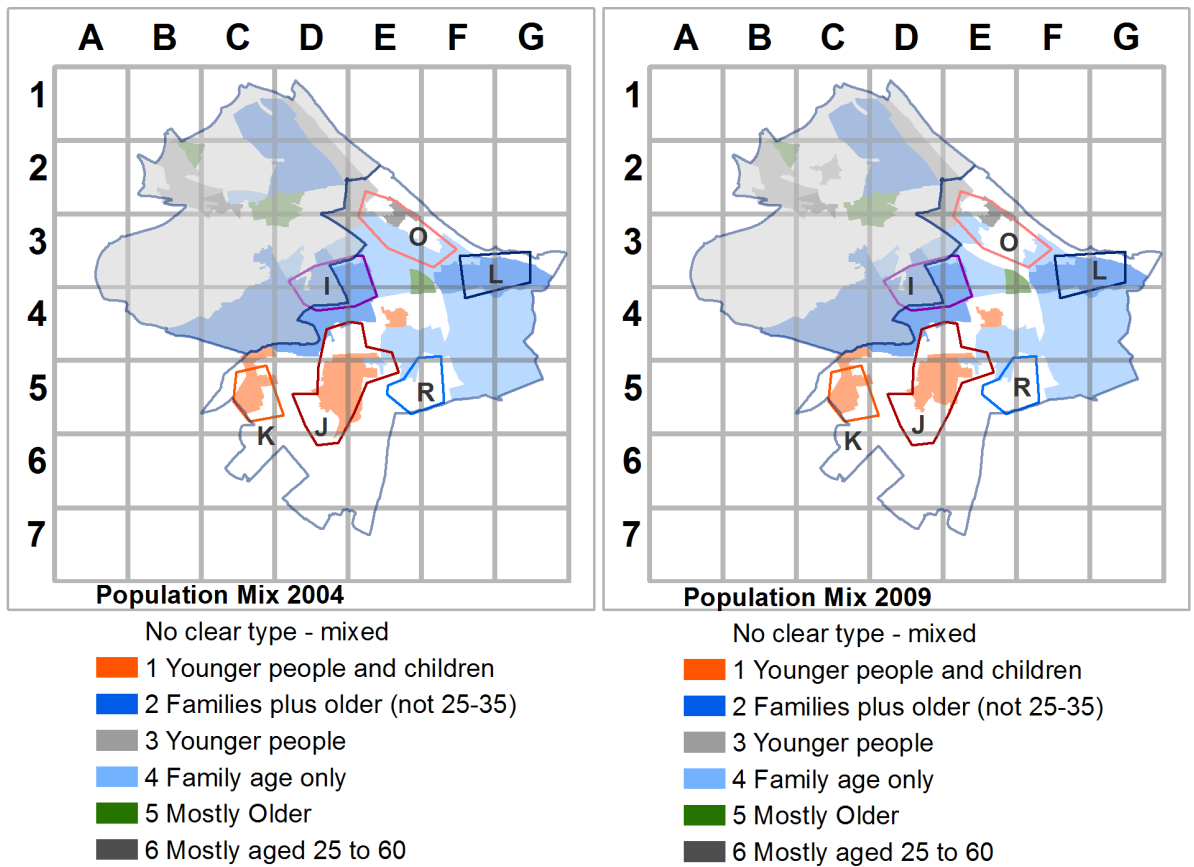 A B C D E F G
1
2
3
4
5
6
7
O
L
I
R
J
K
Population Mix 2004
No clear type - mixed
1 Younger people and children
2 Families plus older (not 25-35)
3 Younger people
4 Family age only
5 Mostly Older
6 Mostly aged 25 to 60
A B C D E F G
1
2
3
4
5
6
7
O
L
I
R
J
K
Population Mix 2009
No clear type - mixed
1 Younger people and children
2 Families plus older (not 25-35)
3 Younger people
4 Family age only
5 Mostly Older
6 Mostly aged 25 to 60